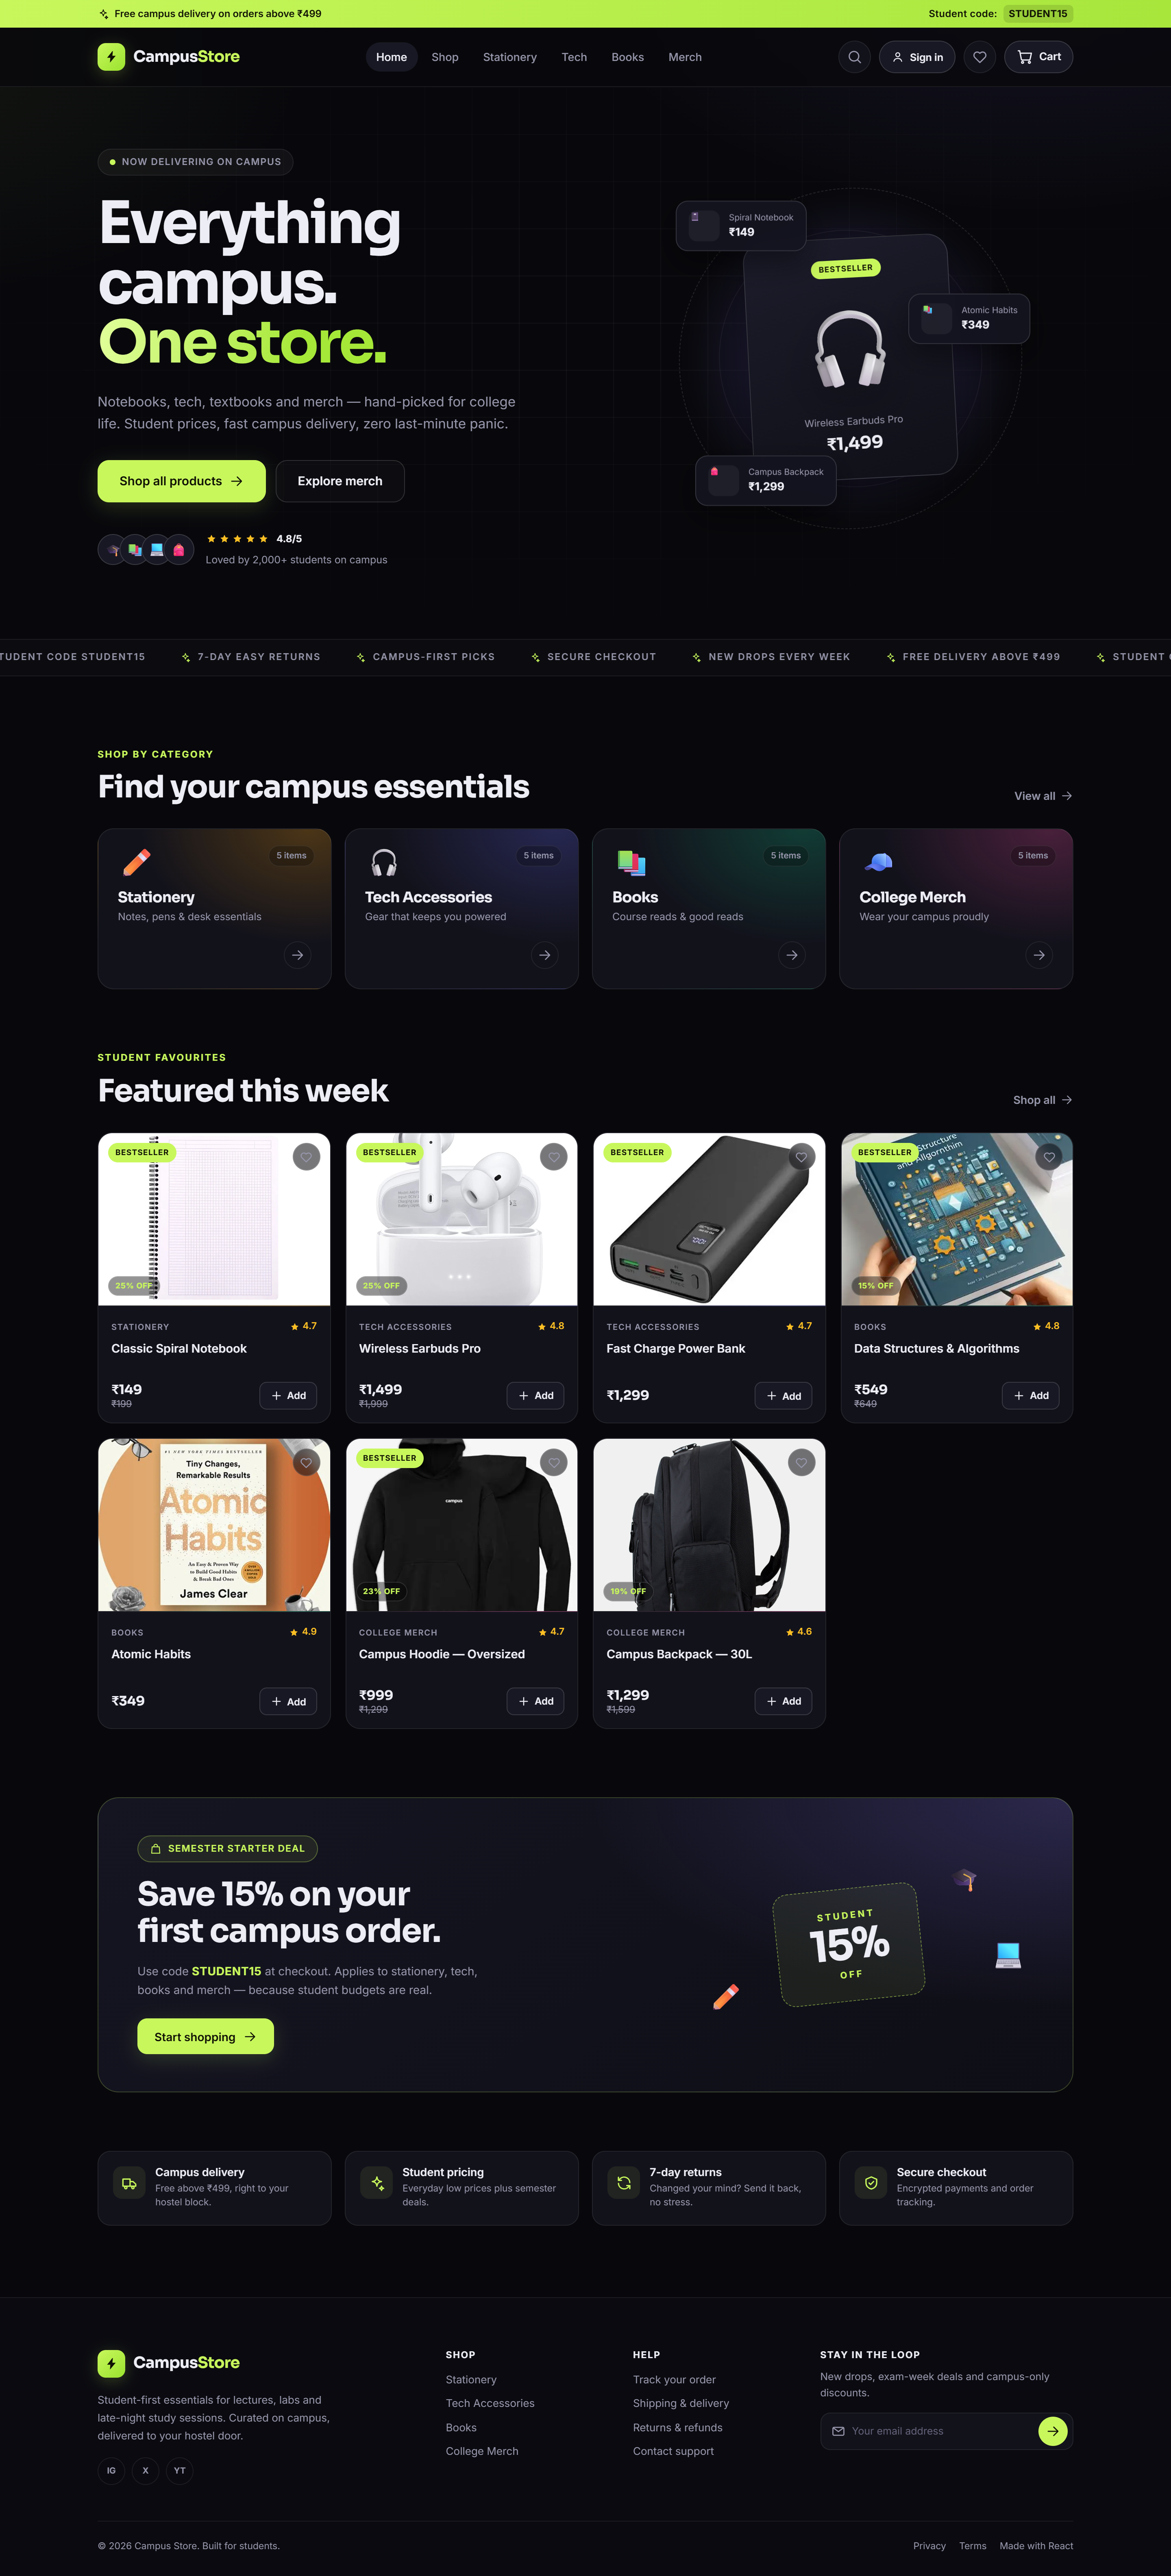 Free campus delivery on orders above ₹499
Student code: STUDENT15
CampusStore
Home
Shop
Stationery
Tech
Books
Merch
Sign in
Cart
NOW DELIVERING ON CAMPUS
Everything
campus.
One store.
Notebooks, tech, textbooks and merch — hand-picked for college
life. Student prices, fast campus delivery, zero last-minute panic.
Shop all products
Explore merch
4.8/5
Loved by 2,000+ students on campus
Spiral Notebook
₹149
BESTSELLER
Atomic Habits
₹349
Wireless Earbuds Pro
₹1,499
Campus Backpack
₹1,299
TUDENT CODE STUDENT15
7-DAY EASY RETURNS
CAMPUS-FIRST PICKS
SECURE CHECKOUT
NEW DROPS EVERY WEEK
FREE DELIVERY ABOVE ₹499
STUDENT
SHOP BY CATEGORY
Find your campus essentials
View all
5 items
Stationery
Notes, pens & desk essentials
5 items
Tech Accessories
Gear that keeps you powered
5 items
Books
Course reads & good reads
5 items
College Merch
Wear your campus proudly
STUDENT FAVOURITES
Featured this week
Shop all
BESTSELLER
25% OFF
STATIONERY
4.7
Classic Spiral Notebook
₹149
₹199
Add
BESTSELLER
25% OFF
TECH ACCESSORIES
4.8
Wireless Earbuds Pro
₹1,499
₹1,999
Add
BESTSELLER
TECH ACCESSORIES
4.7
Fast Charge Power Bank
₹1,299
Add
BESTSELLER
15% OFF
BOOKS
4.8
Data Structures & Algorithms
₹549
₹649
Add
#1 NEW YORK TIMES BESTSELLER
Tiny Changes,
Remarkable Results
Atomic
Habits
An Easy & Proven Way
to Build Good Habits
& Break Bad Ones
James Clear
BOOKS
4.9
Atomic Habits
₹349
Add
BESTSELLER
campus
23% OFF
COLLEGE MERCH
4.7
Campus Hoodie — Oversized
₹999
₹1,299
Add
19% OFF
COLLEGE MERCH
4.6
Campus Backpack — 30L
₹1,299
₹1,599
Add
SEMESTER STARTER DEAL
Save 15% on your
first campus order.
Use code STUDENT15 at checkout. Applies to stationery, tech,
books and merch — because student budgets are real.
Start shopping
STUDENT
15%
OFF
Campus delivery
Free above ₹499, right to your
hostel block.
Student pricing
Everyday low prices plus semester
deals.
7-day returns
Changed your mind? Send it back,
no stress.
Secure checkout
Encrypted payments and order
tracking.
CampusStore
Student-first essentials for lectures, labs and
late-night study sessions. Curated on campus,
delivered to your hostel door.
IG
X
YT
SHOP
Stationery
Tech Accessories
Books
College Merch
HELP
Track your order
Shipping & delivery
Returns & refunds
Contact support
STAY IN THE LOOP
New drops, exam-week deals and campus-only
discounts.
Your email address
© 2026 Campus Store. Built for students.
Privacy
Terms
Made with React